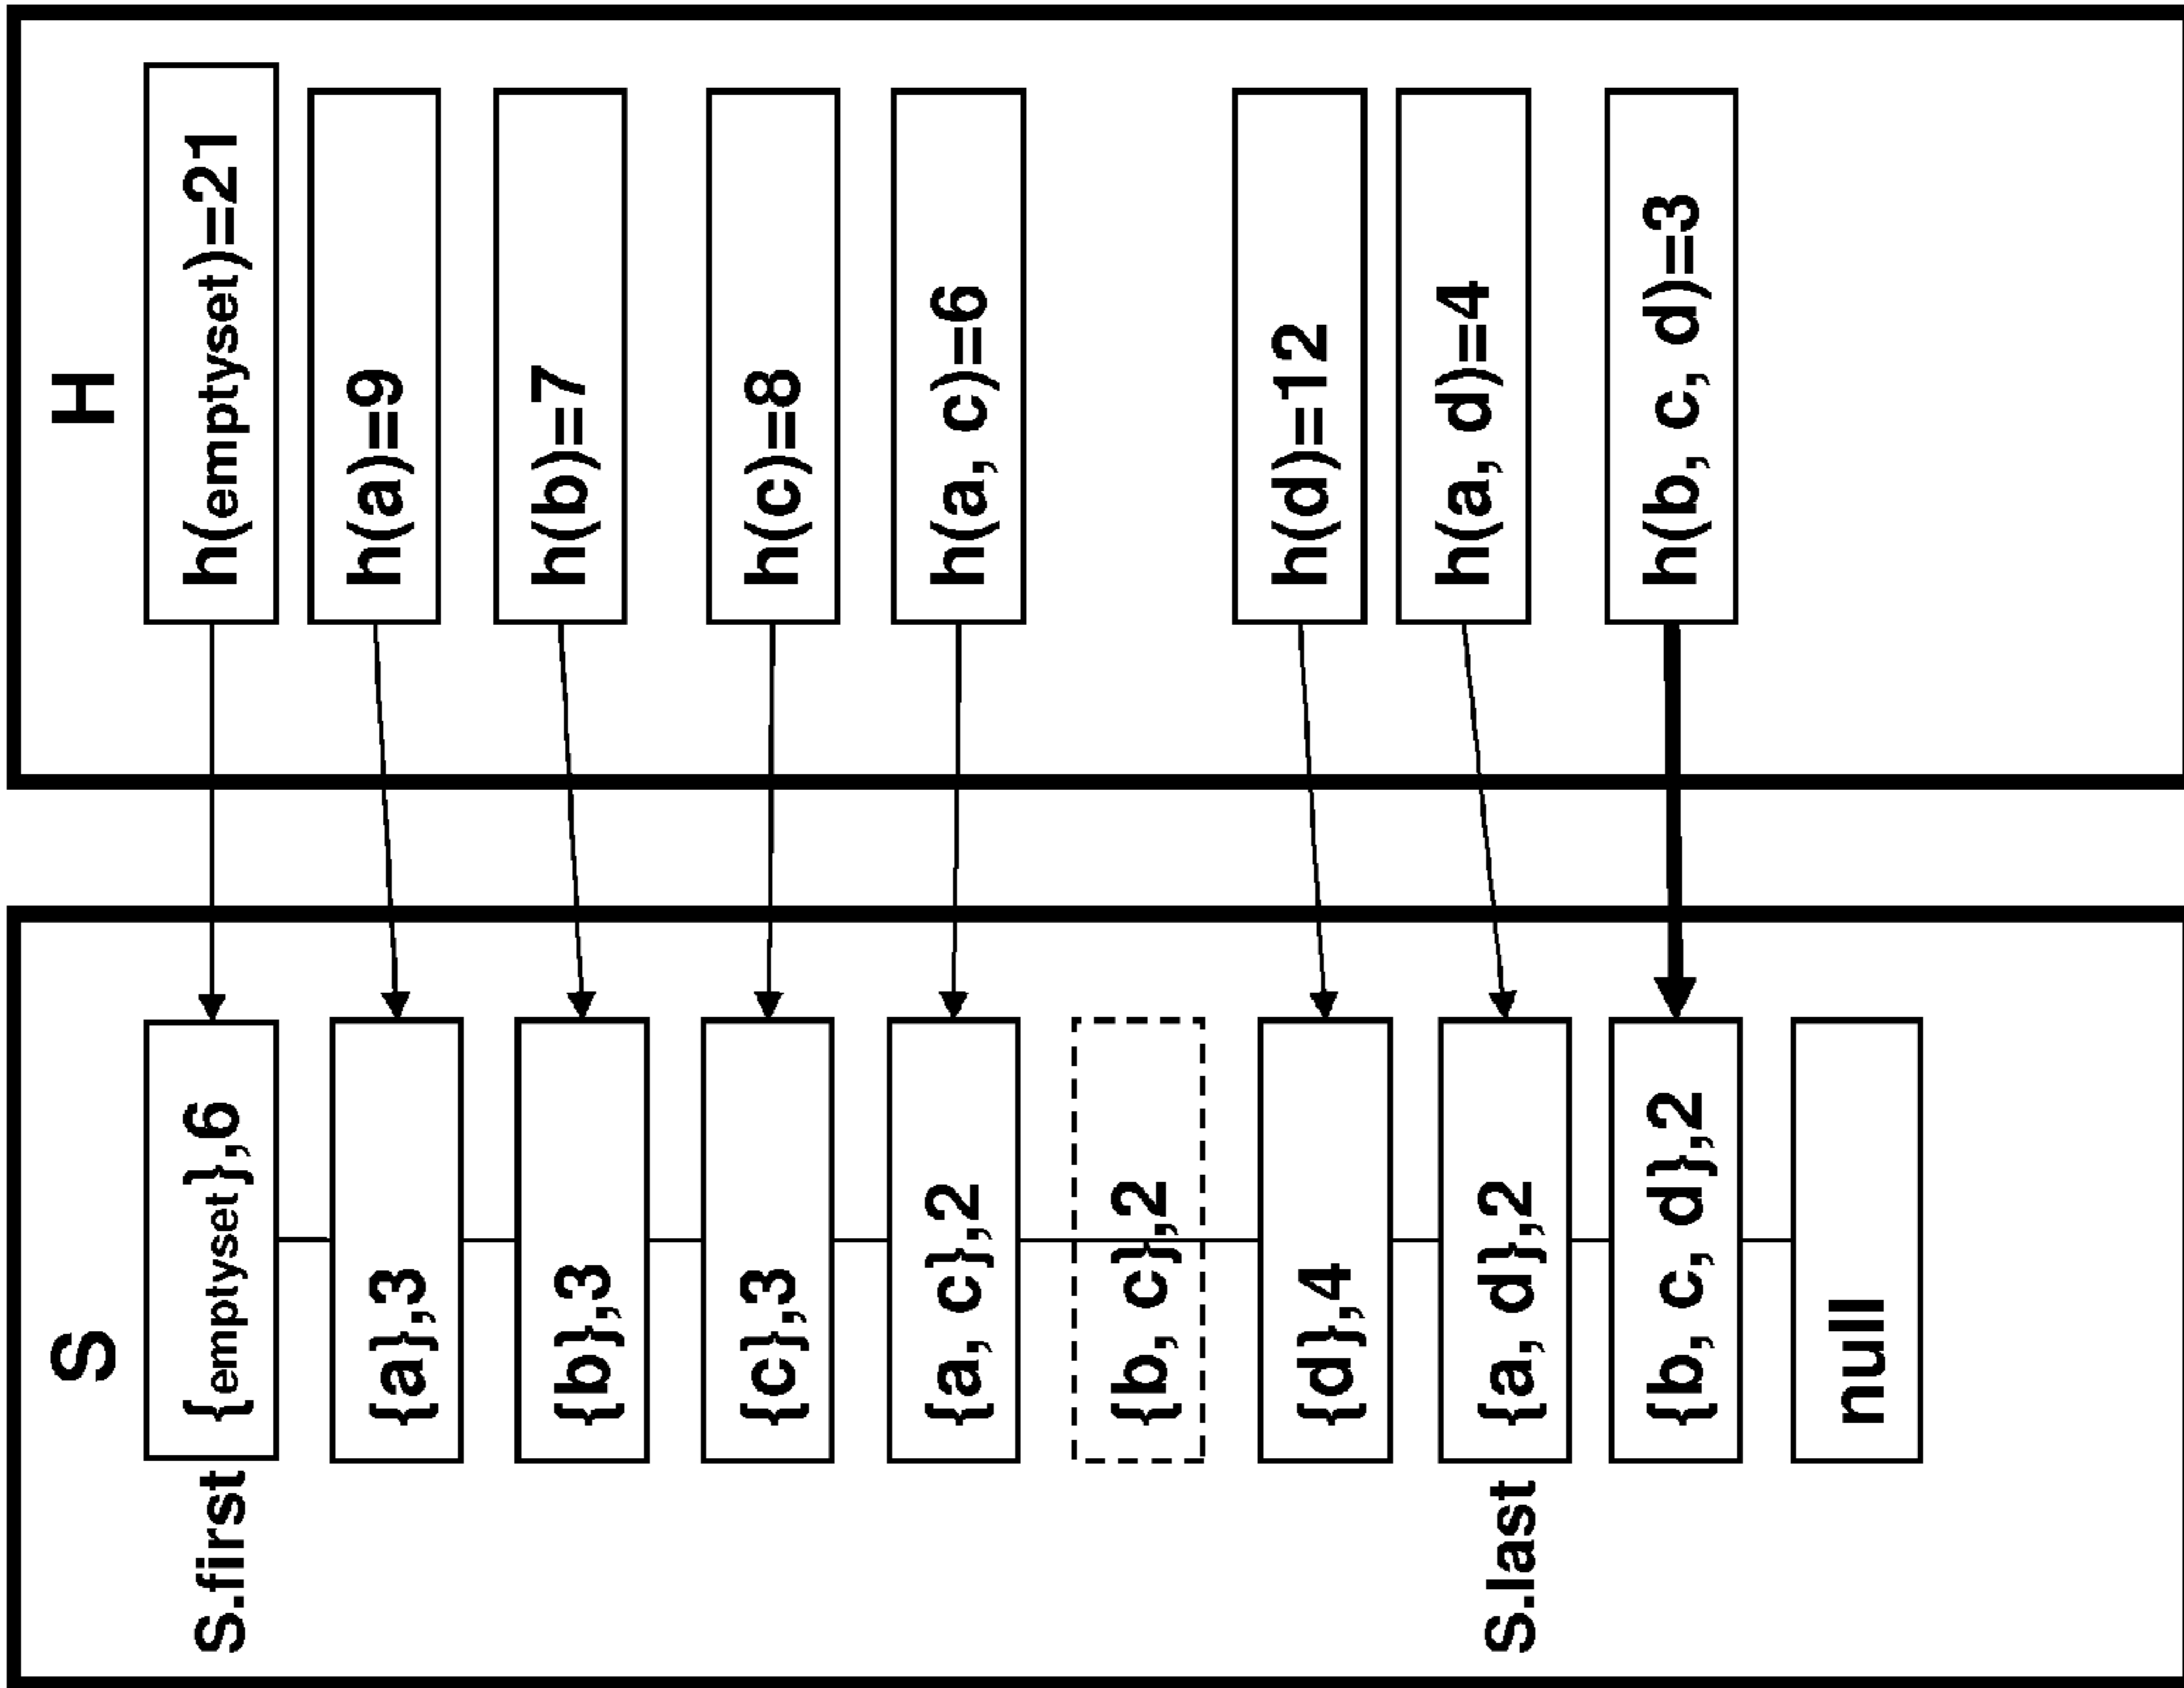 S
H
S.first
{emptyset},6
h(emptyset)=21
{a},3
h(a)=9
{b},3
h(b)=7
{c},3
h(c)=8
{a, c},2
h(a, c)=6
{b, c},2
{d},4
h(d)=12
S.last
{a, d},2
h(a, d)=4
{b, c, d},2
h(b, c, d)=3
null